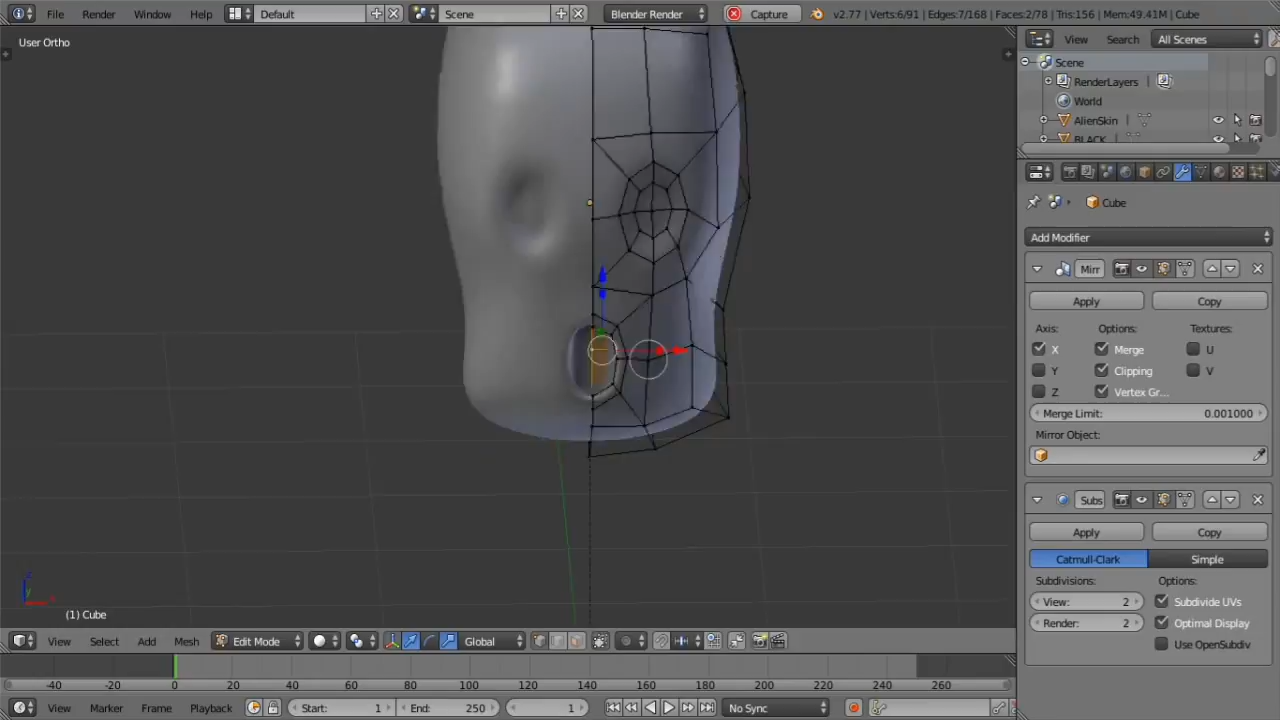 File Render Window Help Default Scene Blender Render Capture v2.77 | Verts:6/91 | Edges:7/168 | Faces:2/78 | Tris:156 | Mem:49.41M | Cube
User Ortho
View Search All Scenes
Scene
RenderLayers
World
AlienSkin
BLACK
Cube
Add Modifier
Mirr
Apply Copy
Axis: Options: Textures:
X Merge U
Y Clipping V
Z Vertex Gr...
Merge Limit: 0.001000
Mirror Object:
Subs
Apply Copy
Catmull-Clark Simple
Subdivisions: Options:
View: 2 Subdivide UVs
Render: 2 Optimal Display
Use OpenSubdiv
z
y
x
(1) Cube
View Select Add Mesh Edit Mode Global
-40 -20 0 20 40 60 80 100 120 140 160 180 200 220 240 260
View Marker Frame Playback Start: 1 End: 250 1 No Sync